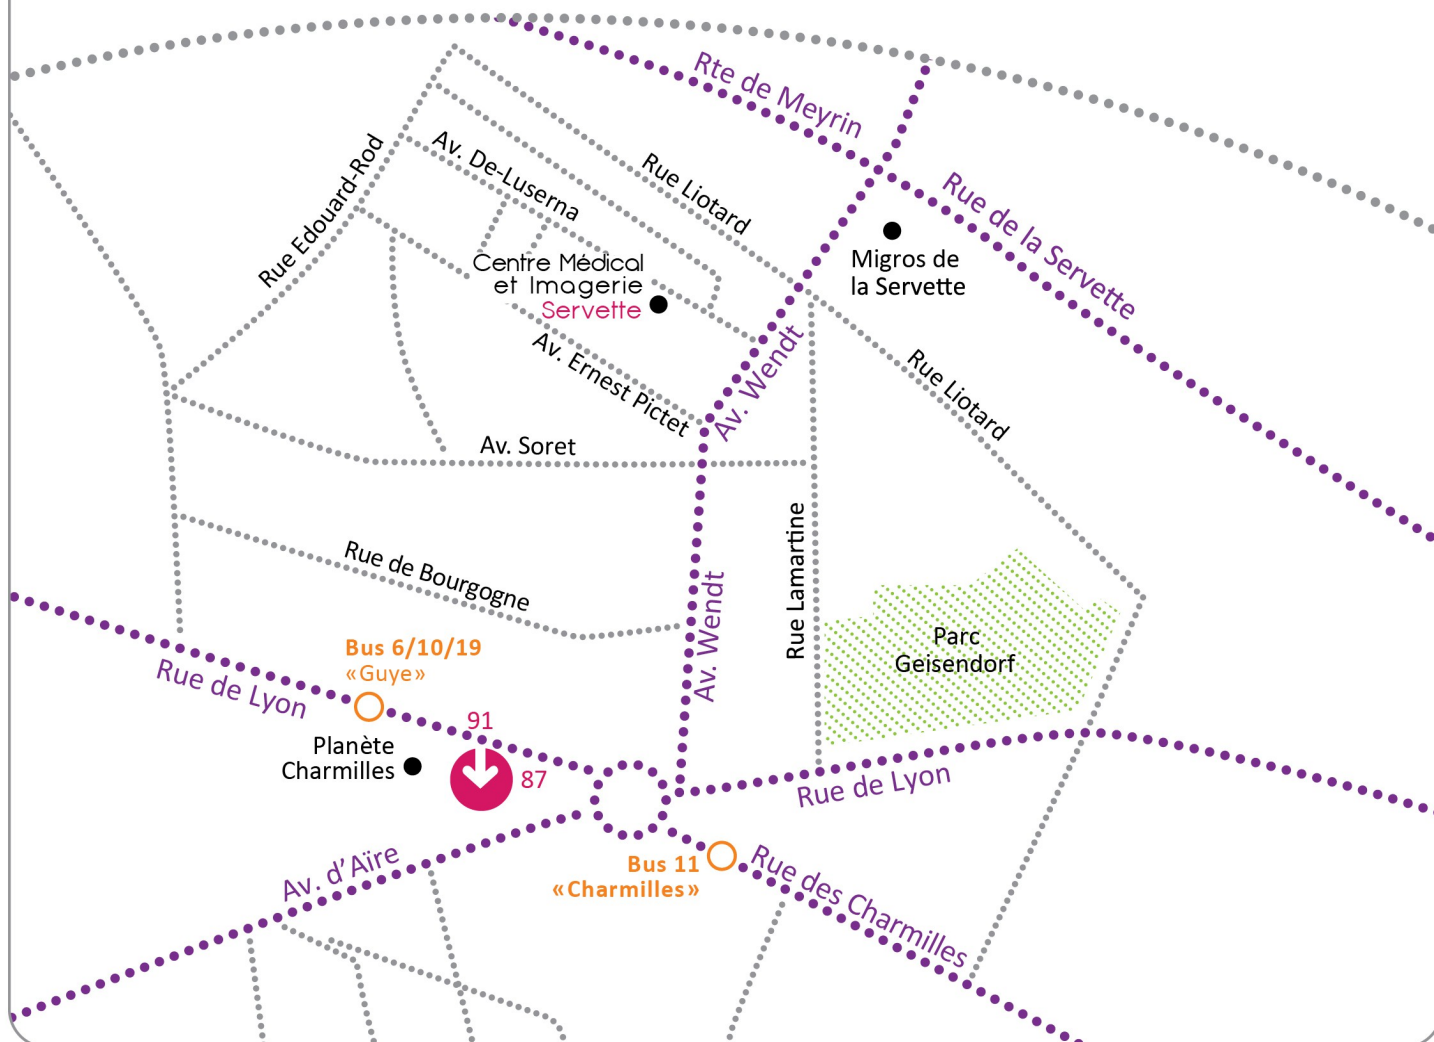 Rte de Meyrin
Av. De-Luserna
Rue Liotard
Rue Edouard-Rod
Rue de la Servette
Centre Médical
et Imagerie
Servette
Migros de
la Servette
Av. Ernest Pictet
Av. Wendt
Rue Liotard
Av. Soret
Rue de Bourgogne
Rue Lamartine
Av. Wendt
Parc
Geisendorf
Bus 6/10/19
«Guye»
Rue de Lyon
91
87
Planète
Charmilles
Rue de Lyon
Av. d’Aïre
Bus 11
«Charmilles»
Rue des Charmilles